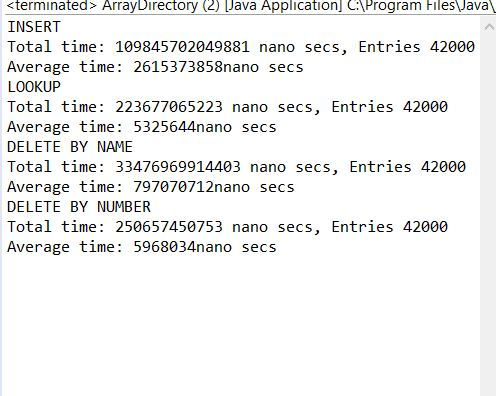 <terminated> ArrayDirectory (2) [Java Application] C:\Program Files\Java\
INSERT
Total time: 109845702049881 nano secs, Entries 42000
Average time: 2615373858nano secs
LOOKUP
Total time: 223677065223 nano secs, Entries 42000
Average time: 5325644nano secs
DELETE BY NAME
Total time: 33476969914403 nano secs, Entries 42000
Average time: 797070712nano secs
DELETE BY NUMBER
Total time: 250657450753 nano secs, Entries 42000
Average time: 5968034nano secs